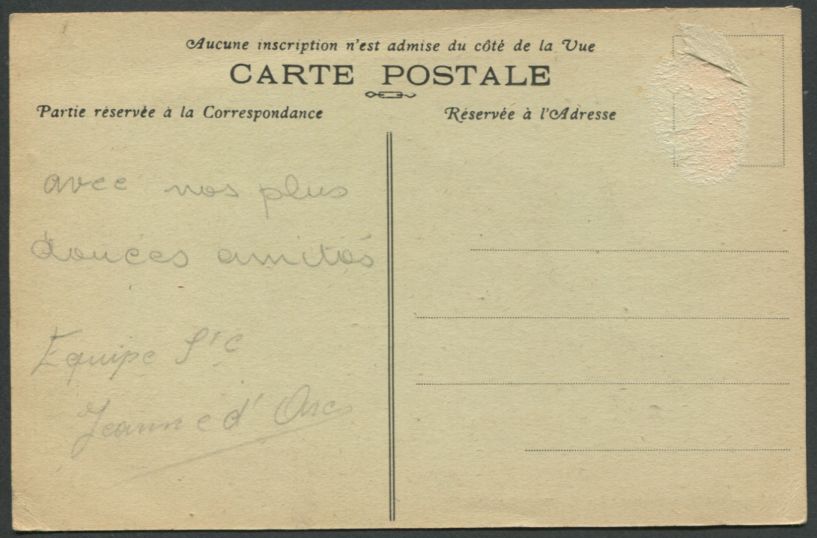 Aucune inscription n'est admise du côté de la Vue
CARTE POSTALE
Partie réservée à la Correspondance
Réservée à l'Adresse
avec nos plus
douces amitos
Equipe Ste
Jeanne d'Arc